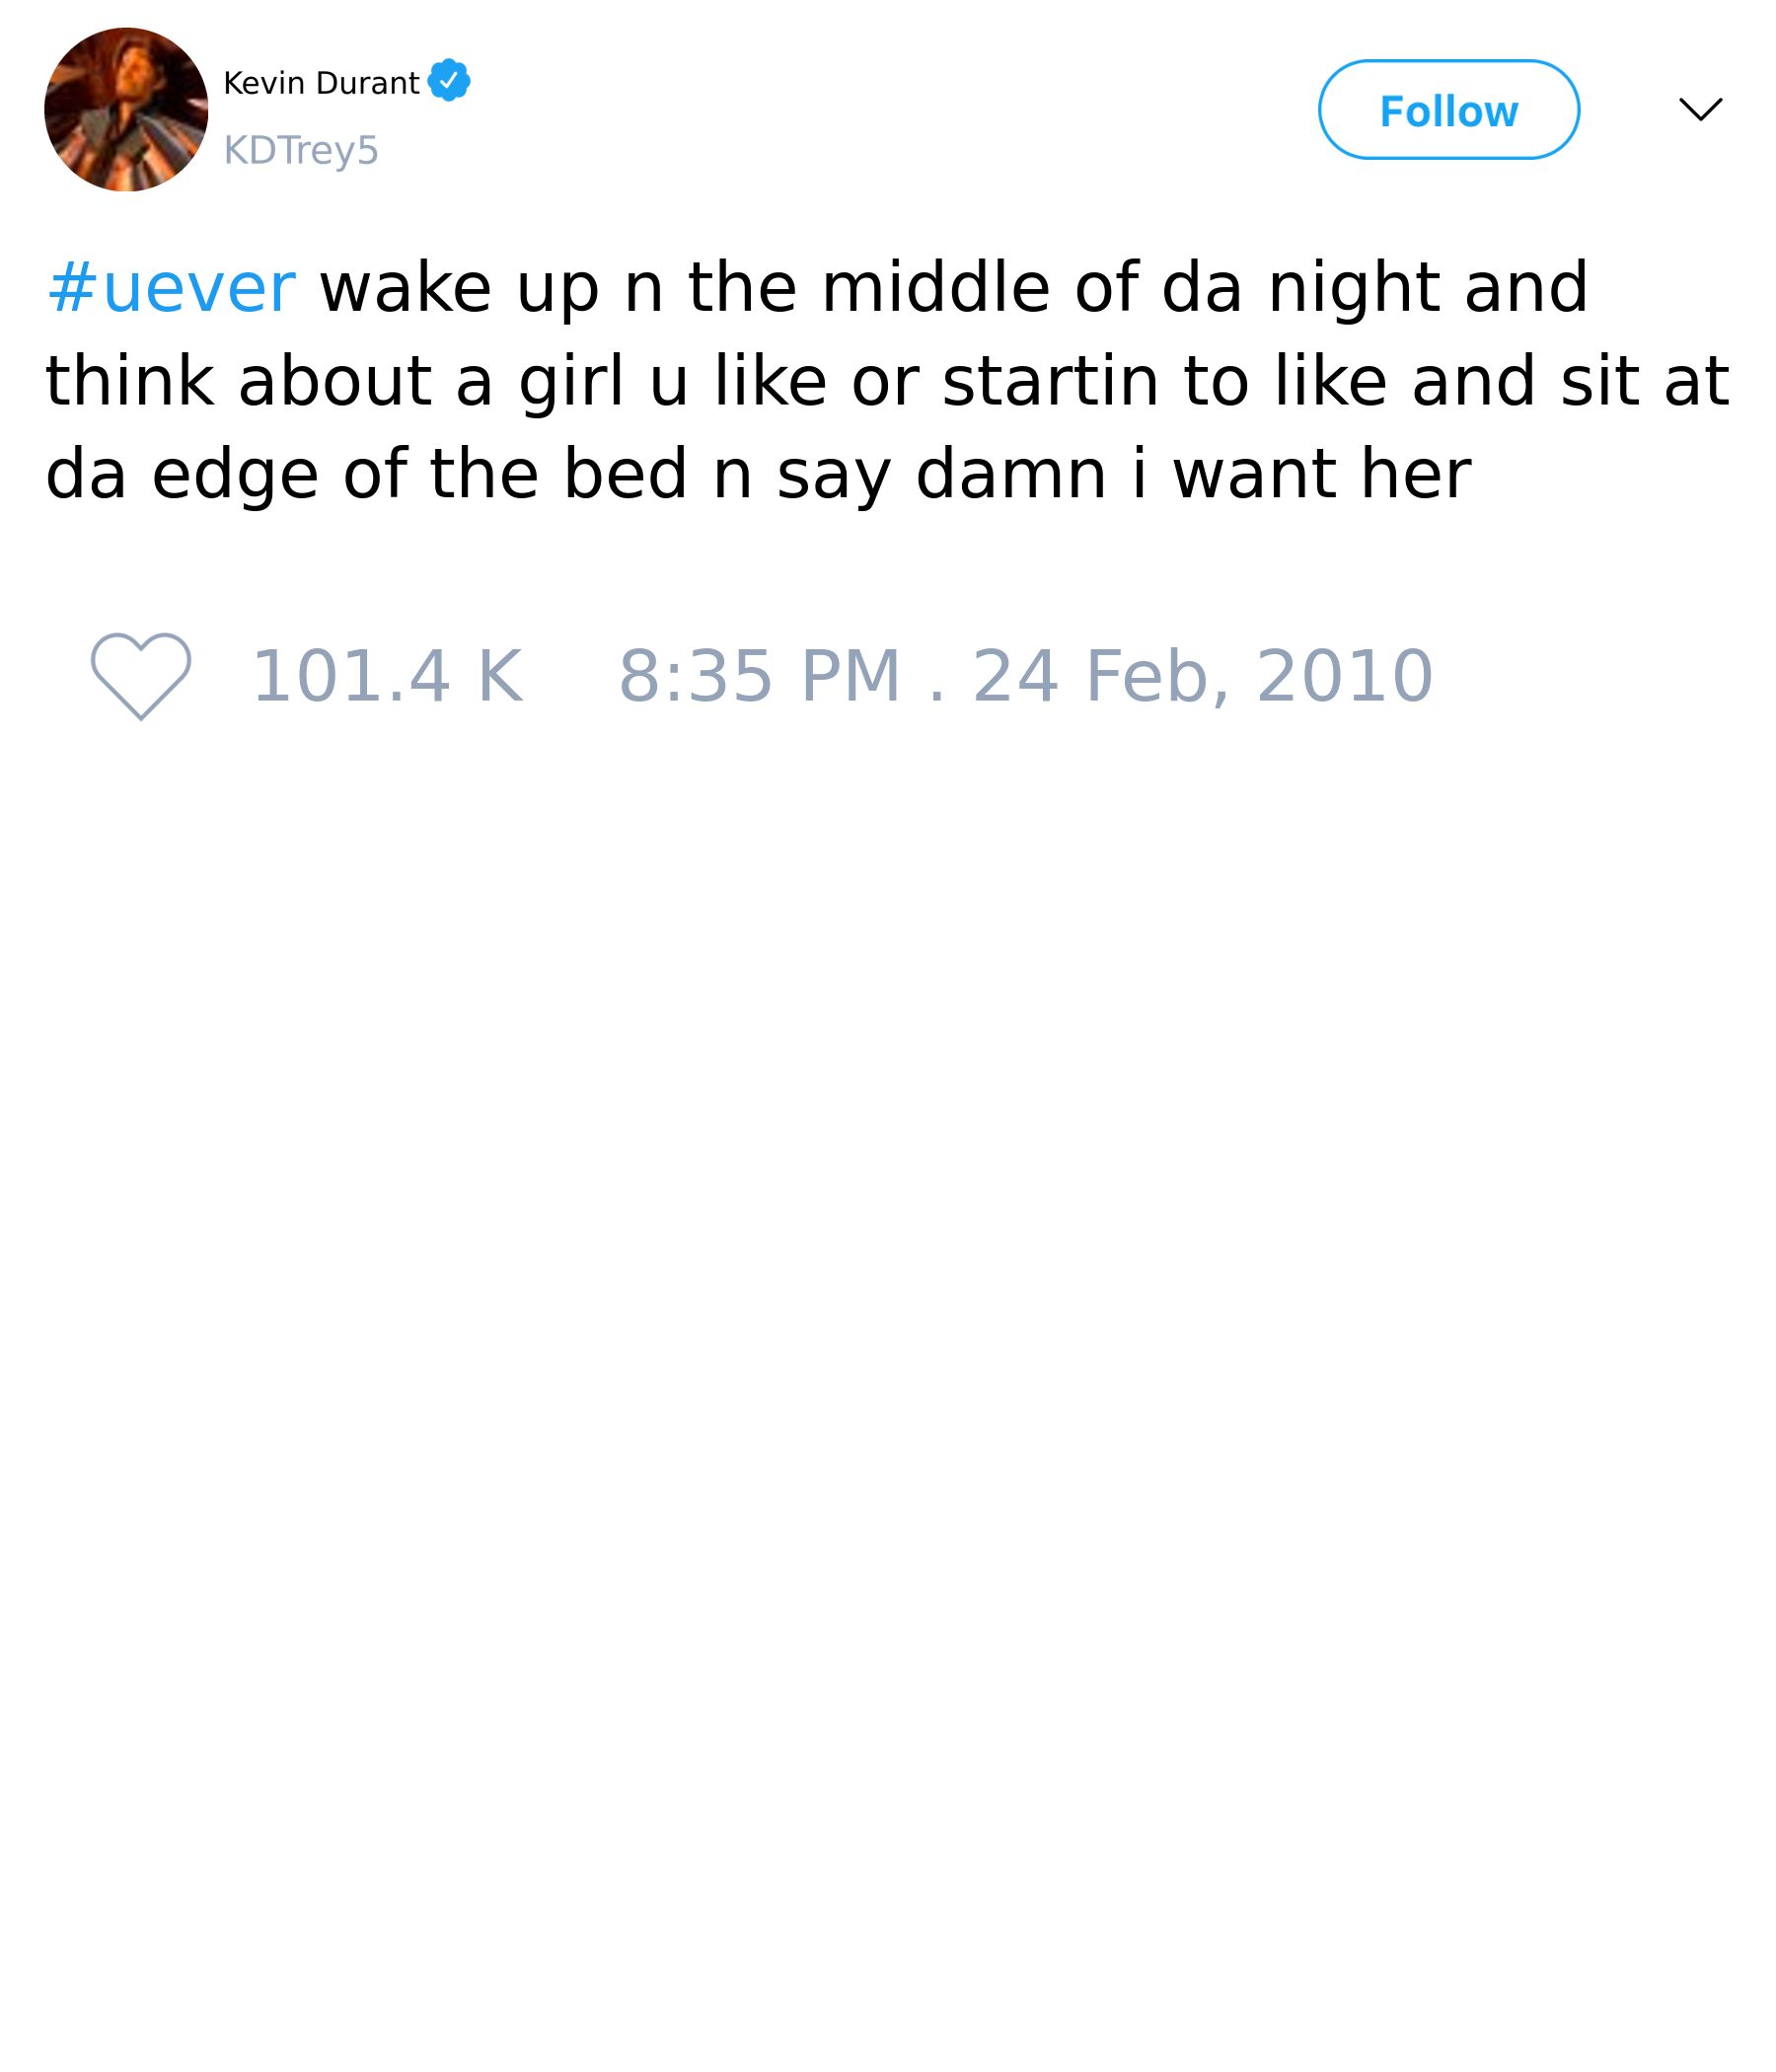 Kevin Durant
KDTrey5
Follow
#uever wake up n the middle of da night and
think about a girl u like or startin to like and sit at
da edge of the bed n say damn i want her
101.4 K 8:35 PM . 24 Feb, 2010